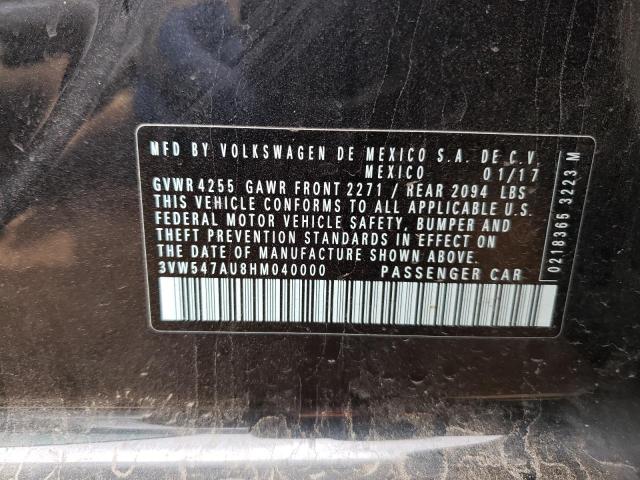 MFD BY VOLKSWAGEN DE MEXICO S.A. DE C.V.
MEXICO 01/17
GVWR 4255 GAWR FRONT 2271 / REAR 2094 LBS
THIS VEHICLE CONFORMS TO ALL APPLICABLE U.S.
FEDERAL MOTOR VEHICLE SAFETY, BUMPER AND
THEFT PREVENTION STANDARDS IN EFFECT ON
THE DATE OF MANUFACTURE SHOWN ABOVE.
3VW547AU8HM040000 PASSENGER CAR
0218365 3223 M